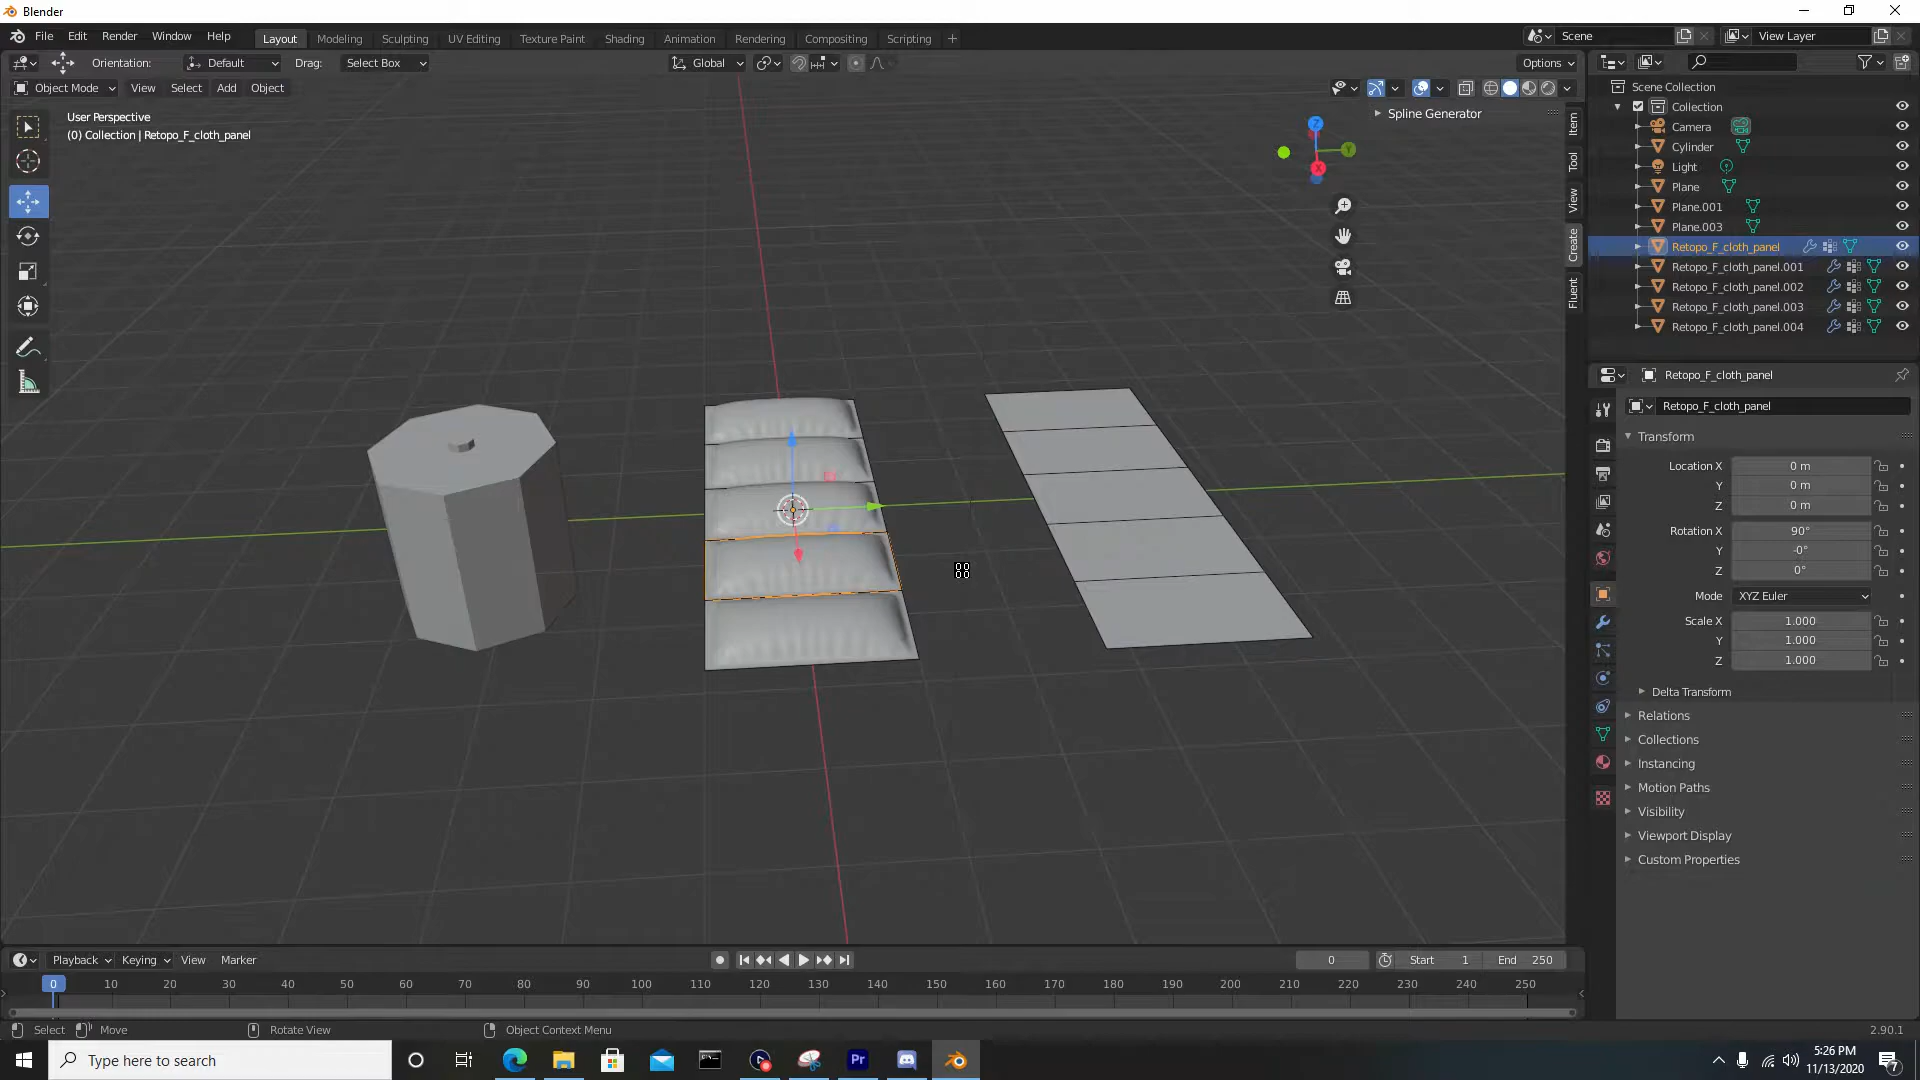 Blender
File Edit Render Window Help
Layout Modeling Sculpting UV Editing Texture Paint Shading Animation Rendering Compositing Scripting +
Scene
View Layer
Orientation: Default Drag: Select Box
Global
Options
Object Mode View Select Add Object
User Perspective
(0) Collection | Retopo_F_cloth_panel
Spline Generator
Z
Y
X
Item
Tool
View
Create
Fluent
Scene Collection
Collection
Camera
Cylinder
Light
Plane
Plane.001
Plane.003
Retopo_F_cloth_panel
Retopo_F_cloth_panel.001
Retopo_F_cloth_panel.002
Retopo_F_cloth_panel.003
Retopo_F_cloth_panel.004
Retopo_F_cloth_panel
Retopo_F_cloth_panel
Transform
Location X 0 m
Y 0 m
Z 0 m
Rotation X 90°
Y -0°
Z 0°
Mode XYZ Euler
Scale X 1.000
Y 1.000
Z 1.000
Delta Transform
Relations
Collections
Instancing
Motion Paths
Visibility
Viewport Display
Custom Properties
Playback Keying View Marker
0 Start 1 End 250
0 10 20 30 40 50 60 70 80 90 100 110 120 130 140 150 160 170 180 190 200 210 220 230 240 250
Select Move Rotate View Object Context Menu
2.90.1
Type here to search
Pr
5:26 PM
11/13/2020
7